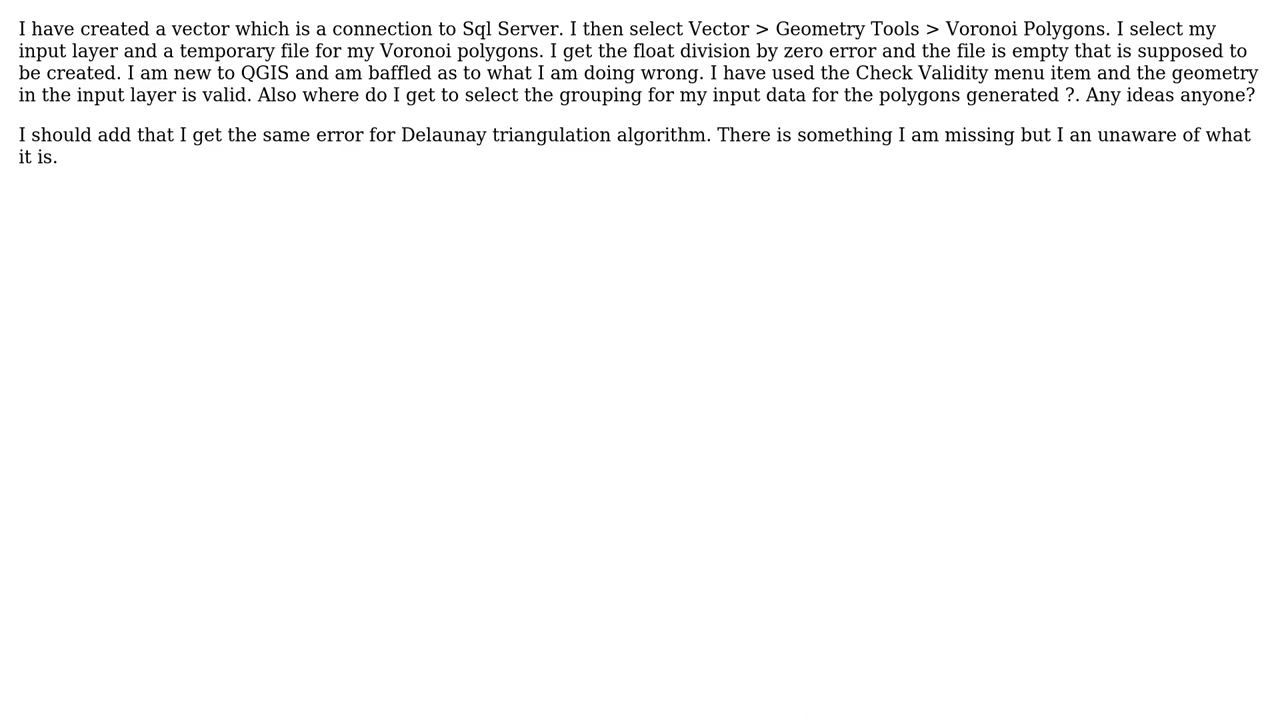 I have created a vector which is a connection to Sql Server. I then select Vector > Geometry Tools > Voronoi Polygons. I select my
input layer and a temporary file for my Voronoi polygons. I get the float division by zero error and the file is empty that is supposed to
be created. I am new to QGIS and am baffled as to what I am doing wrong. I have used the Check Validity menu item and the geometry
in the input layer is valid. Also where do I get to select the grouping for my input data for the polygons generated ?. Any ideas anyone?
I should add that I get the same error for Delaunay triangulation algorithm. There is something I am missing but I an unaware of what
it is.